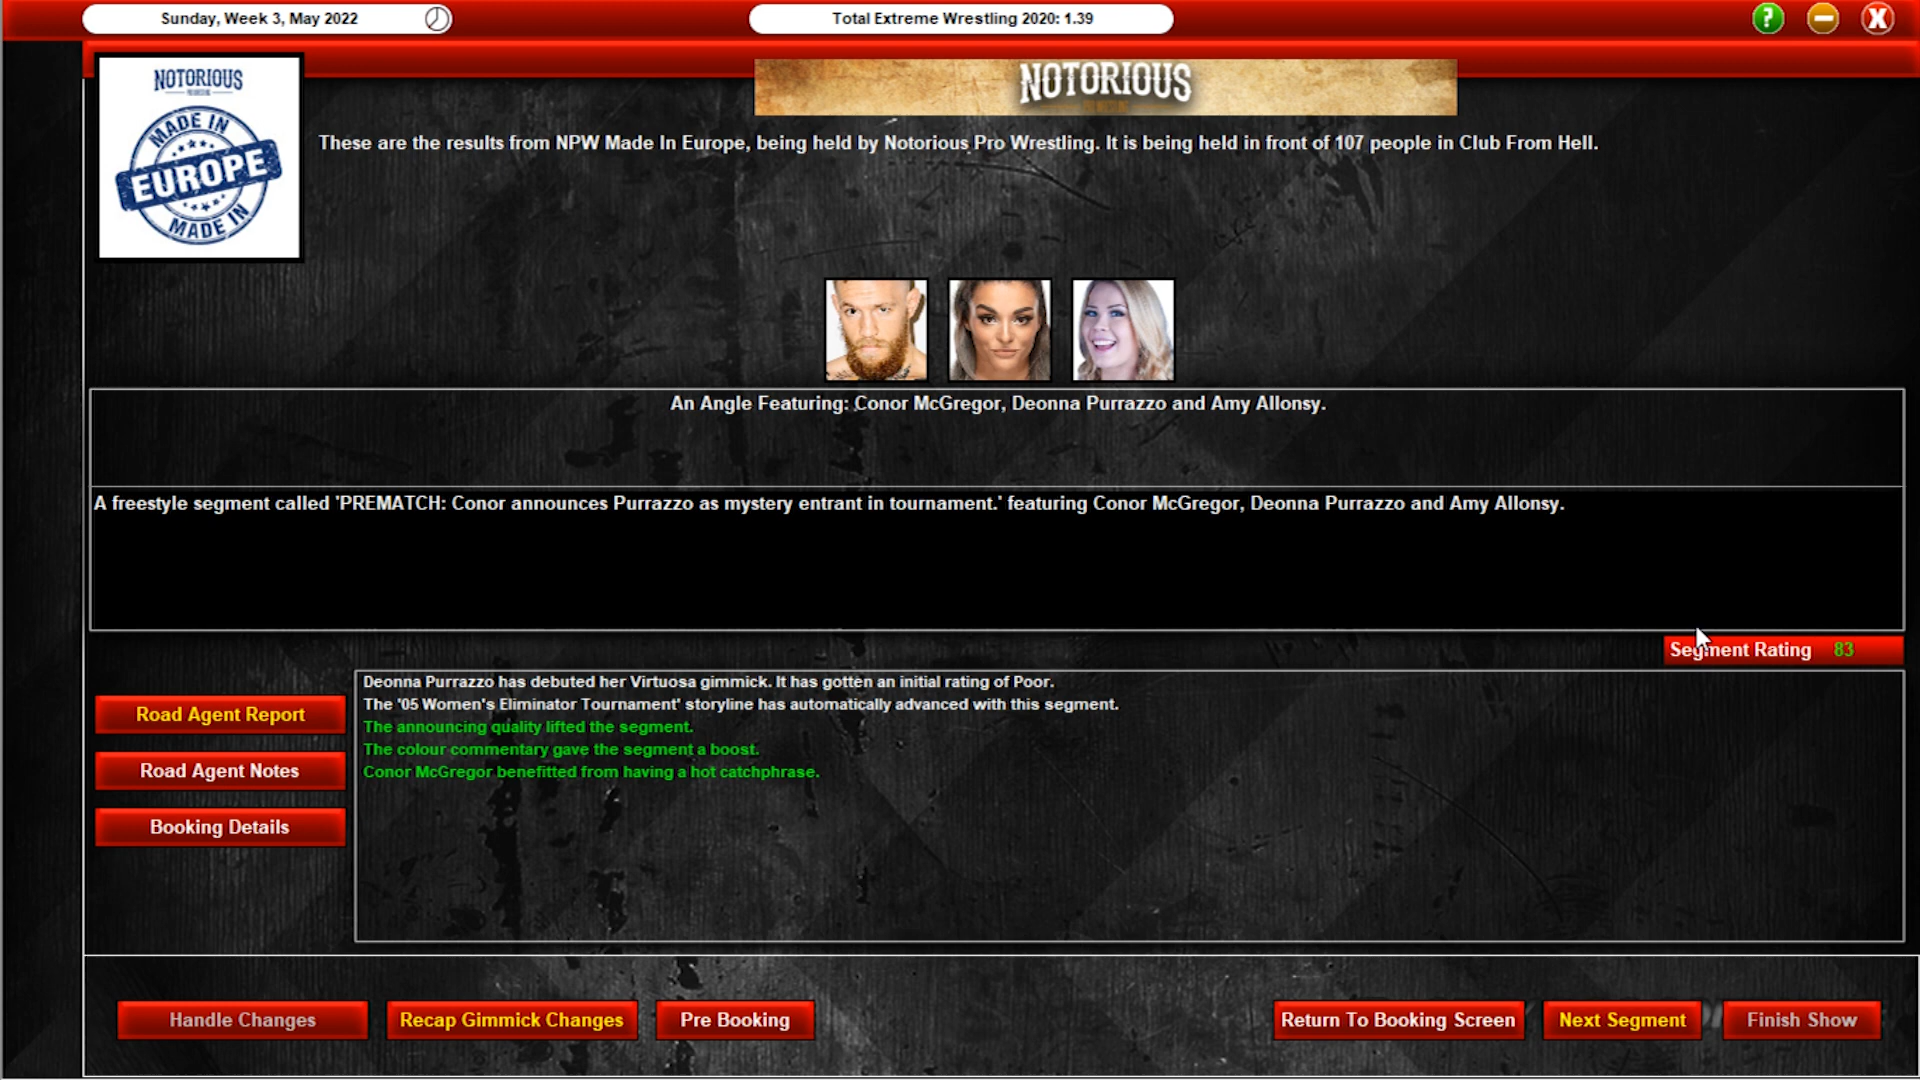 Sunday, Week 3, May 2022
Total Extreme Wrestling 2020: 1.39
NOTORIOUS
MADE IN
EUROPE
MADE IN
NOTORIOUS
These are the results from NPW Made In Europe, being held by Notorious Pro Wrestling. It is being held in front of 107 people in Club From Hell.
An Angle Featuring: Conor McGregor, Deonna Purrazzo and Amy Allonsy.
A freestyle segment called 'PREMATCH: Conor announces Purrazzo as mystery entrant in tournament.' featuring Conor McGregor, Deonna Purrazzo and Amy Allonsy.
Segment Rating 83
Deonna Purrazzo has debuted her Virtuosa gimmick. It has gotten an initial rating of Poor.
The '05 Women's Eliminator Tournament' storyline has automatically advanced with this segment.
The announcing quality lifted the segment.
The colour commentary gave the segment a boost.
Conor McGregor benefitted from having a hot catchphrase.
Road Agent Report
Road Agent Notes
Booking Details
Handle Changes
Recap Gimmick Changes
Pre Booking
Return To Booking Screen
Next Segment
Finish Show